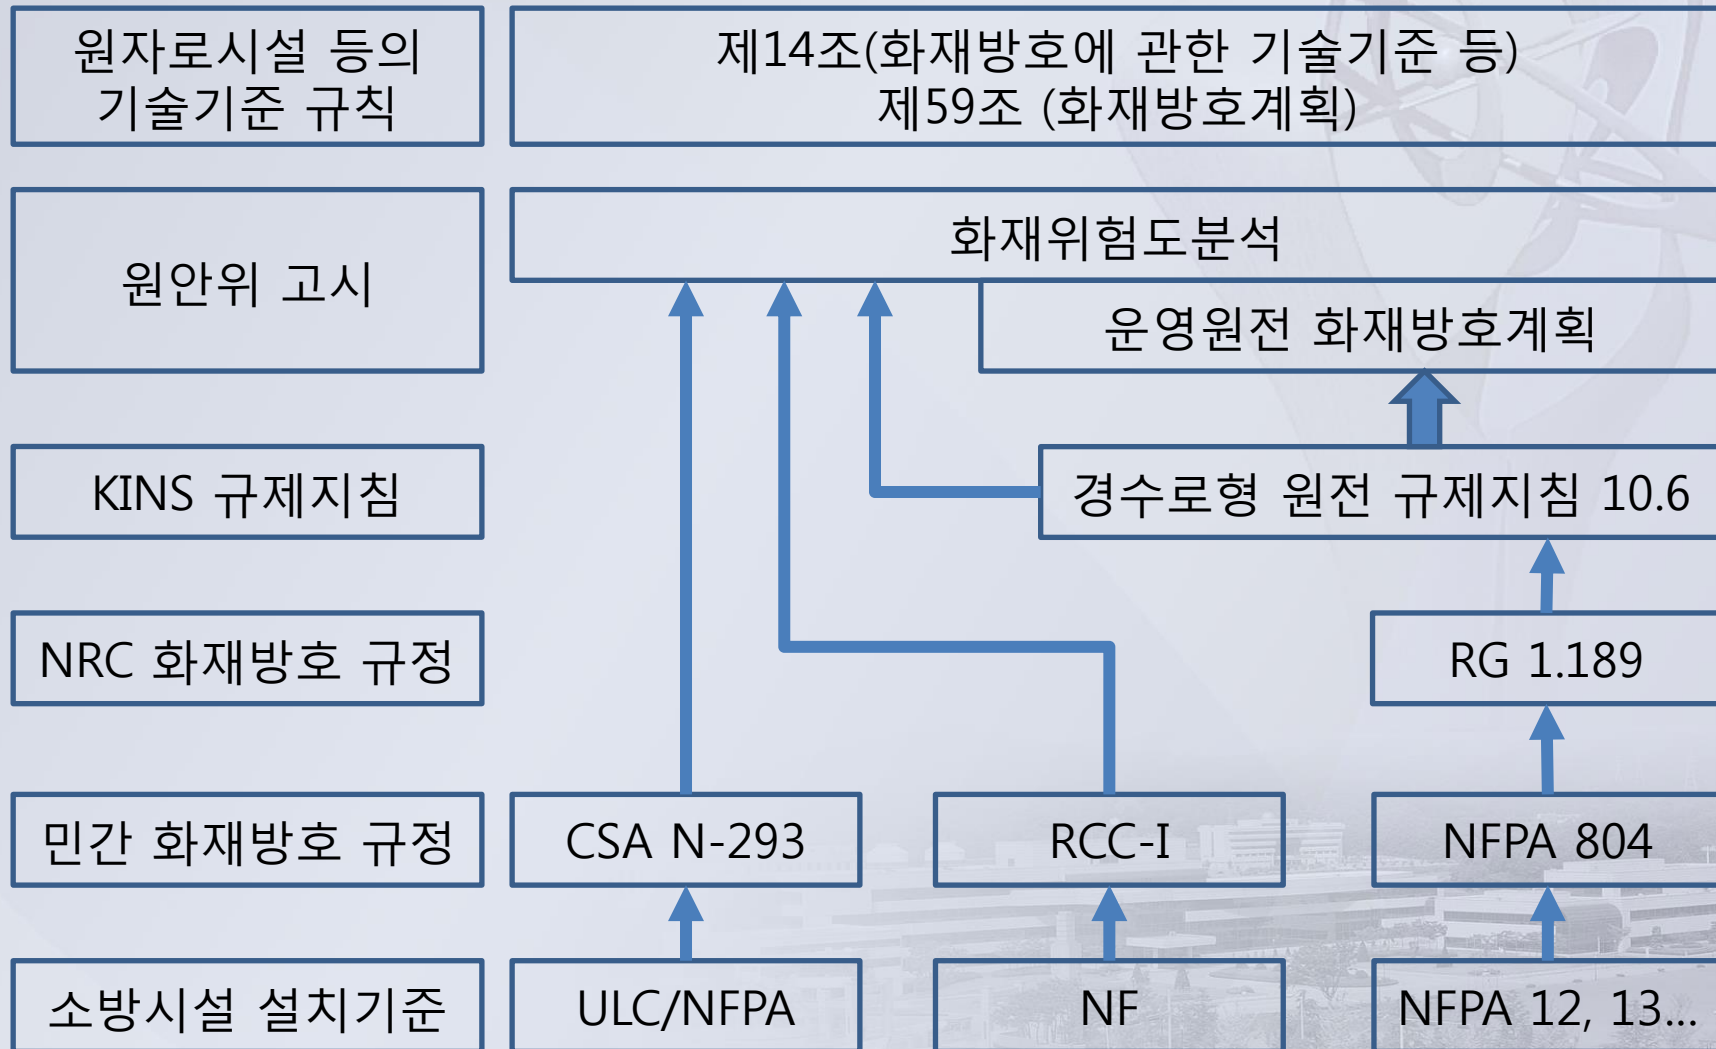 원자로시설 등의
기술기준 규칙
제14조(화재방호에 관한 기술기준 등)
제59조 (화재방호계획)
원안위 고시
화재위험도분석
운영원전 화재방호계획
KINS 규제지침
경수로형 원전 규제지침 10.6
NRC 화재방호 규정
RG 1.189
민간 화재방호 규정
CSA N-293
RCC-I
NFPA 804
소방시설 설치기준
ULC/NFPA
NF
NFPA 12, 13...